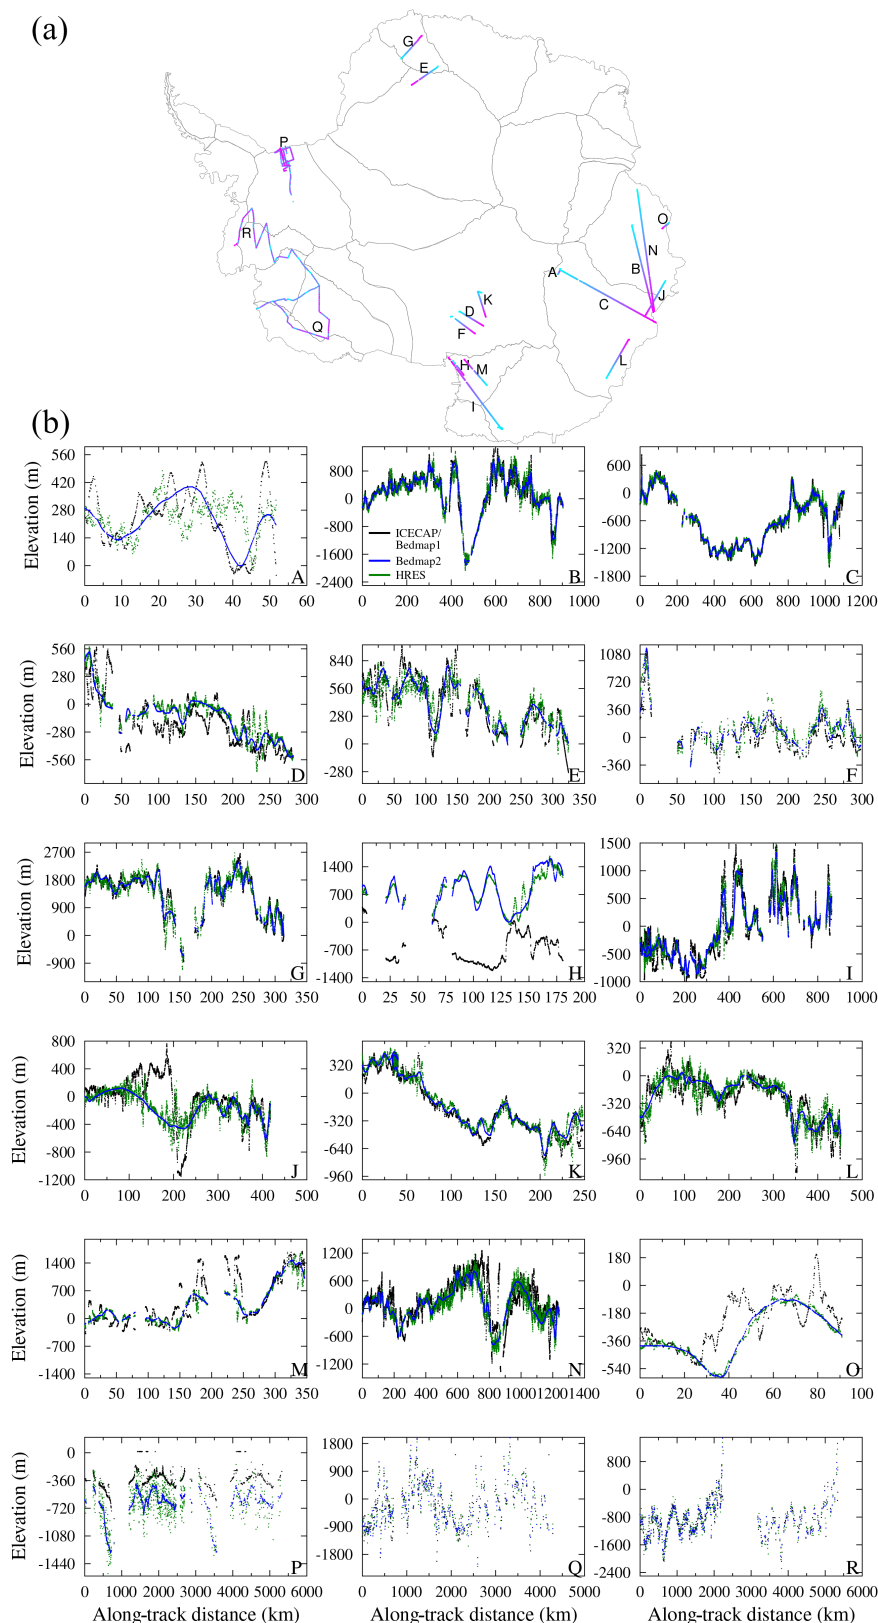 (a)
G
E
P
R
O
N
A
B
K
J
C
D
F
L
Q
H
M
I
(b)
Elevation (m)
560
420
280
140
0
A
0 10 20 30 40 50 60
800
0
-800
-1600
-2400
ICECAP/
Bedmap1
Bedmap2
HRES
B
0 200 400 600 800 1000
600
0
-600
-1200
-1800
C
0 200 400 600 800 1000 1200
Elevation (m)
560
280
0
-280
-560
D
0 50 100 150 200 250 300
840
560
280
0
-280
E
0 50 100 150 200 250 300 350
1080
720
360
0
-360
F
0 50 100 150 200 250 300
Elevation (m)
2700
1800
900
0
-900
G
0 50 100 150 200 250 300 350
1400
700
0
-700
-1400
H
0 25 50 75 100 125 150 175 200
1500
1000
500
0
-500
-1000
I
0 200 400 600 800 1000
Elevation (m)
800
400
0
-400
-800
-1200
J
0 100 200 300 400 500
320
0
-320
-640
-960
K
0 50 100 150 200 250
320
0
-320
-640
-960
L
0 100 200 300 400 500
Elevation (m)
1400
700
0
-700
-1400
M
0 50 100 150 200 250 300 350
1200
600
0
-600
-1200
N
0 200 400 600 800 1000 1200 1400
180
0
-180
-360
-540
O
0 20 40 60 80 100
Elevation (m)
0
-360
-720
-1080
-1440
P
0 1000 2000 3000 4000 5000 6000
Along-track distance (km)
1800
900
0
-900
-1800
Q
0 1000 2000 3000 4000 5000
Along-track distance (km)
800
0
-800
-1600
-2400
R
0 1000 2000 3000 4000 5000 6000
Along-track distance (km)